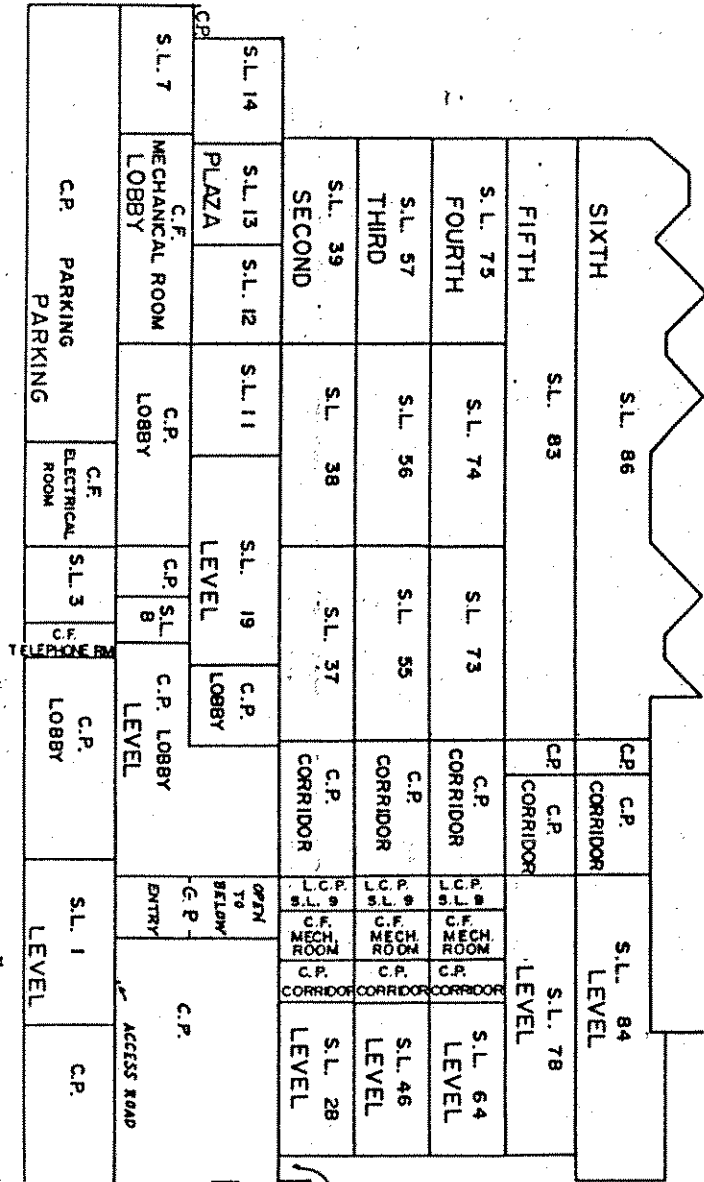 S.L. 86
SIXTH
C.P.
C.P.
CORRIDOR
S.L. 84
LEVEL
S.L. 83
FIFTH
C.P.
C.P.
CORRIDOR
S.L. 78
LEVEL
S. L. 75
FOURTH
S.L. 74
S.L. 73
C.P.
CORRIDOR
L.C.P.
S.L. 9
C.F.
MECH.
ROOM
C.P.
CORRIDOR
S.L. 64
LEVEL
S.L. 57
THIRD
S.L. 56
S.L. 55
C.P.
CORRIDOR
L.C.P.
S.L. 9
C.F.
MECH.
ROOM
C.P.
CORRIDOR
S.L. 46
LEVEL
S.L. 39
SECOND
S.L. 38
S.L. 37
C.P.
CORRIDOR
L.C.P.
S.L. 9
C.F.
MECH.
ROOM
C.P.
CORRIDOR
S.L. 28
LEVEL
C.P.
S.L. 14
S.L. 13
PLAZA
S.L. 12
S.L. 11
S.L. 19
LEVEL
C.P.
LOBBY
OPEN
TO
BELOW
S.L. 7
C.F.
MECHANICAL ROOM
LOBBY
C.P.
LOBBY
C.P.
S.L.
8
C.P. LOBBY
LEVEL
ENTRY
C.P.
ACCESS ROAD
C.P. PARKING
PARKING
C.F.
ELECTRICAL
ROOM
S.L. 3
C.F.
TELEPHONE RM
C.P.
LOBBY
S.L. 1
LEVEL
C.P.